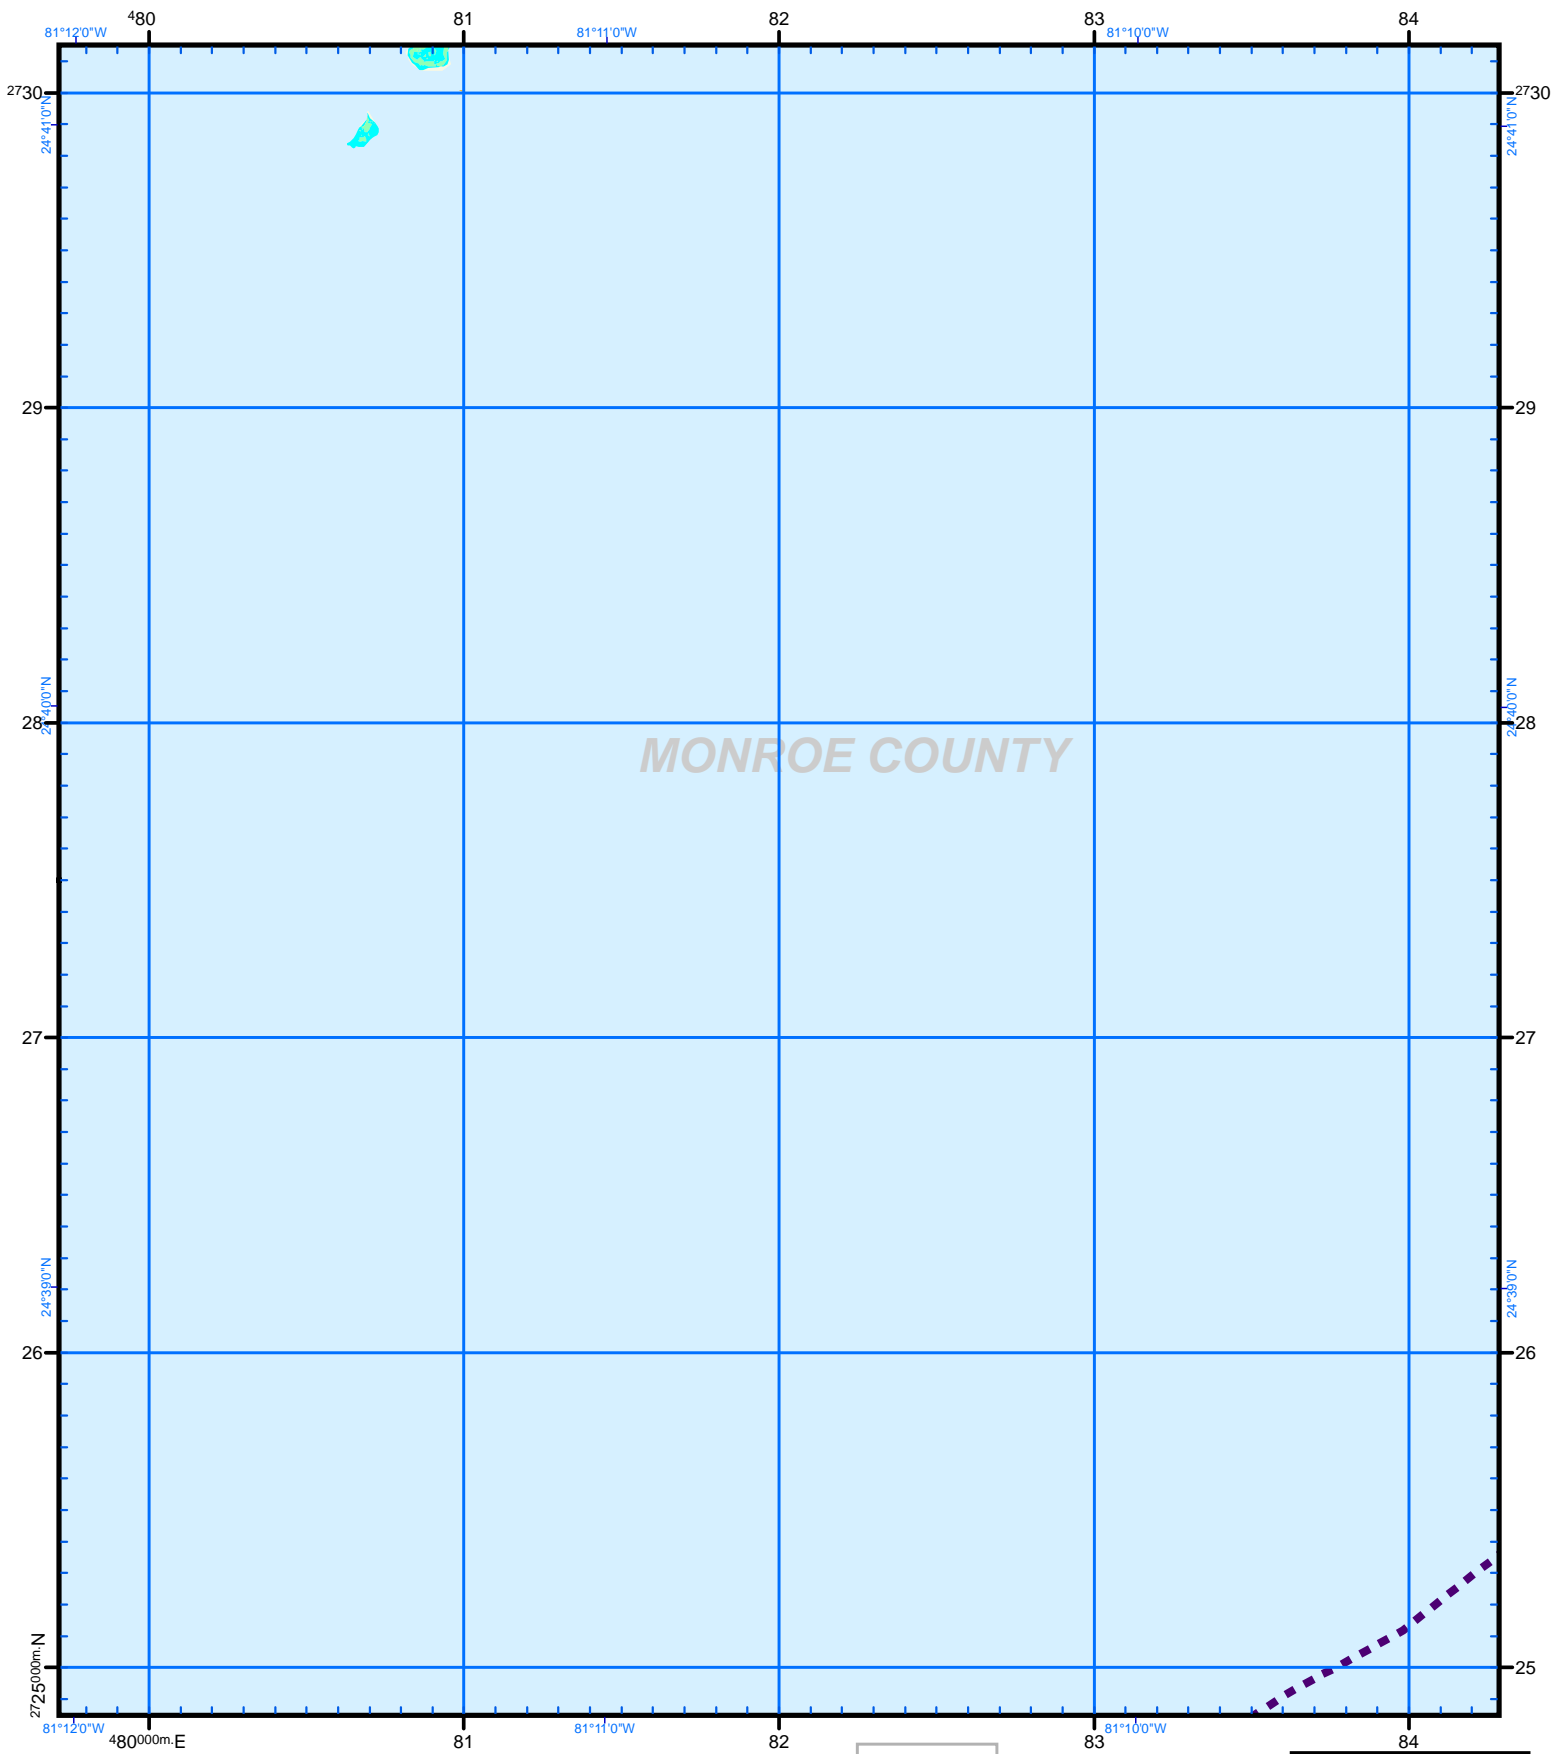 480 81 82 83 84
81°12'0"W 81°11'0"W 81°10'0"W
2730 2730
24°41'0"N 24°41'0"N
29 29
24°40'0"N 24°40'0"N
28 28
MONROE COUNTY
27 27
24°39'0"N 24°39'0"N
26 26
2725000m.N 25
81°12'0"W 81°11'0"W 81°10'0"W
480000m.E 81 82 83 84